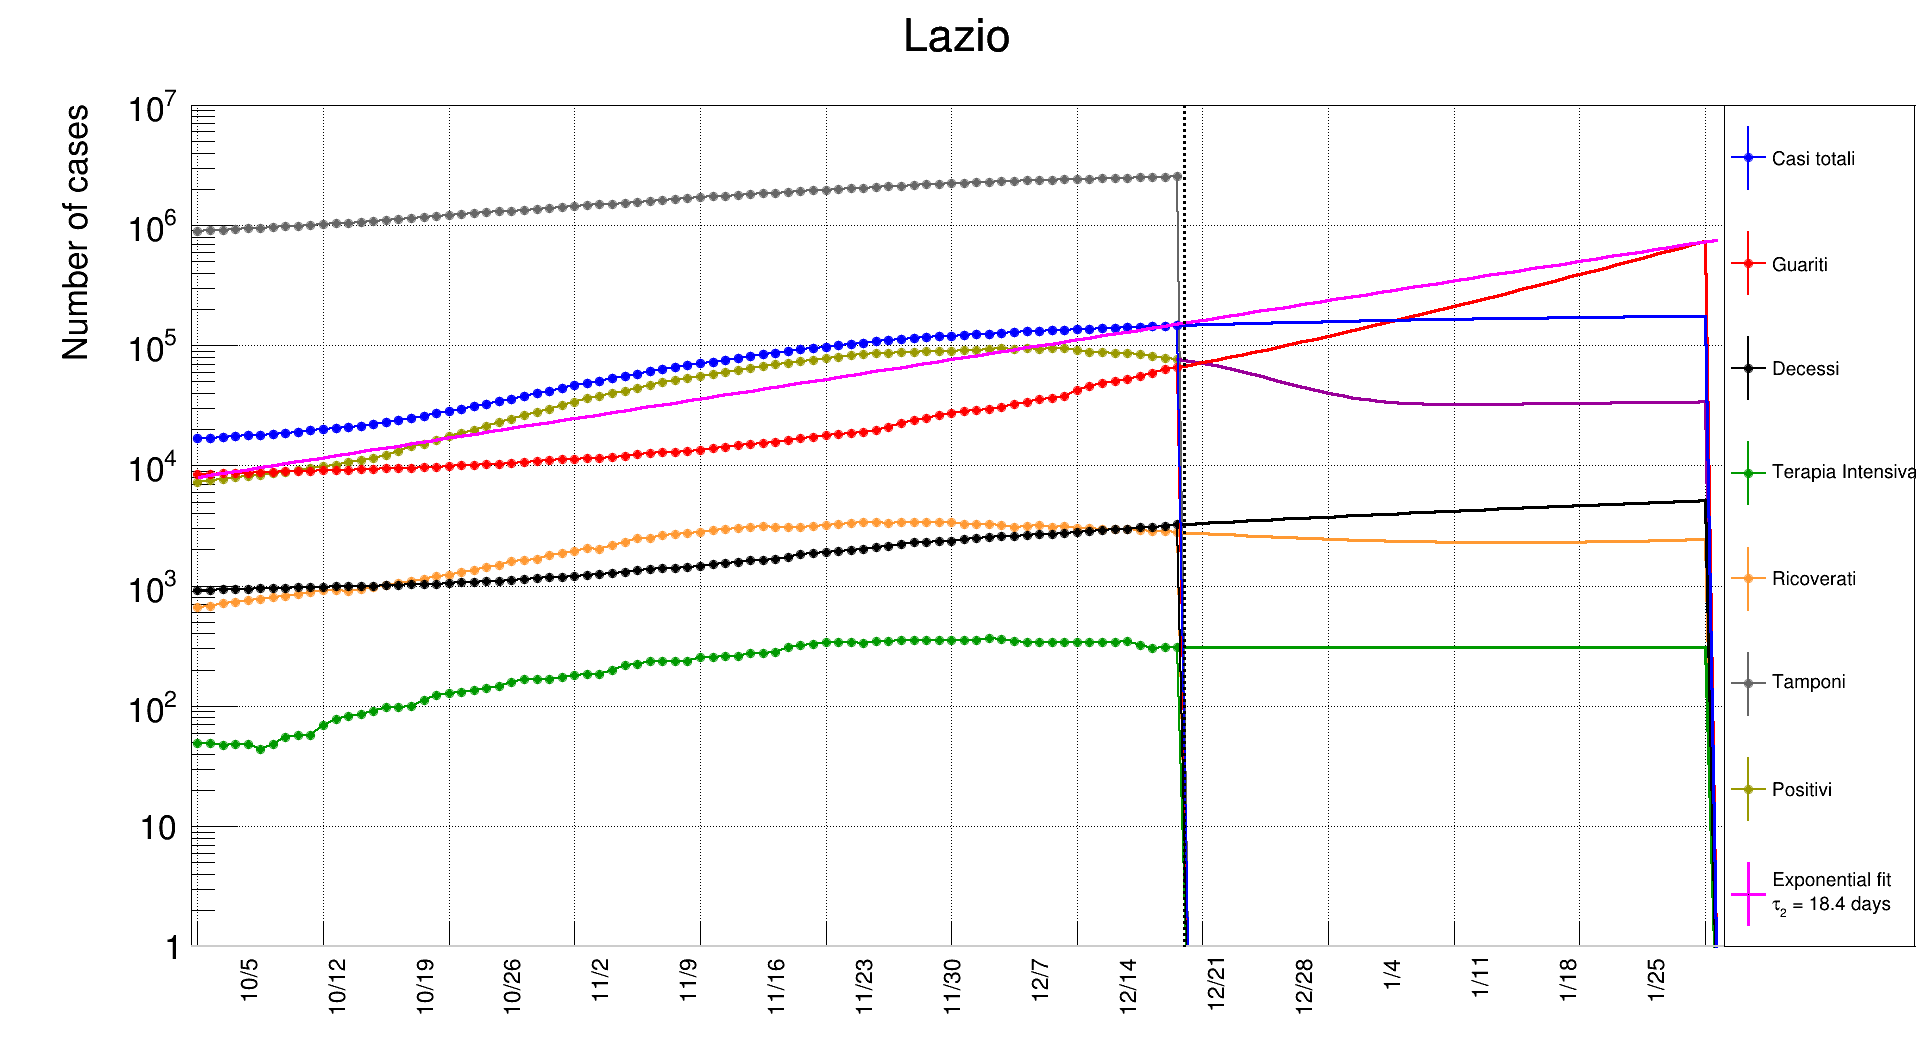 Lazio
Number of cases
10^7
10^6
10^5
10^4
10^3
10^2
10
1
10/5
10/12
10/19
10/26
11/2
11/9
11/16
11/23
11/30
12/7
12/14
12/21
12/28
1/4
1/11
1/18
1/25
Casi totali
Guariti
Decessi
Terapia Intensiva
Ricoverati
Tamponi
Positivi
Exponential fit
τ_2 = 18.4 days